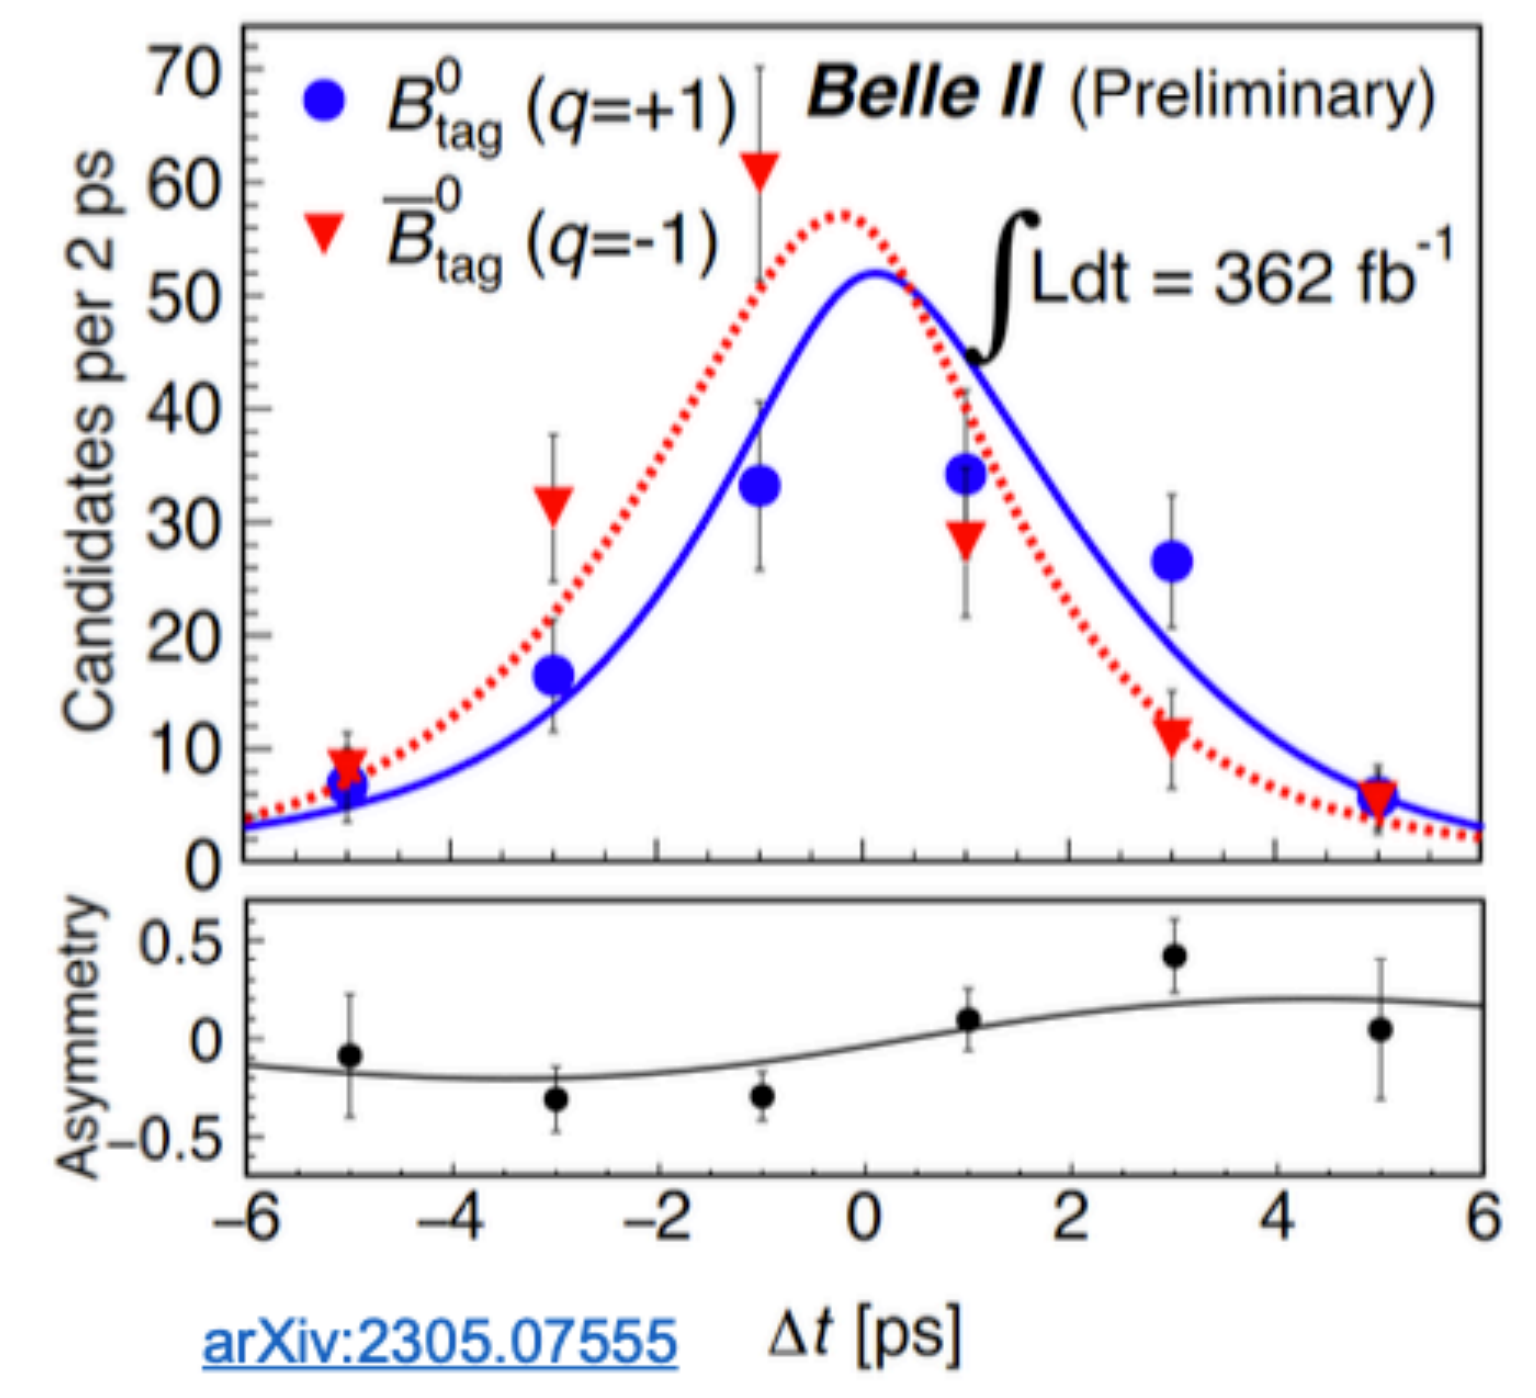 Candidates per 2 ps
70
60
50
40
30
20
10
0
B⁰tag (q=+1)
B̅⁰tag (q=-1)
Belle II (Preliminary)
∫Ldt = 362 fb⁻¹
Asymmetry
0.5
0
−0.5
−6 −4 −2 0 2 4 6
Δt [ps]
arXiv:2305.07555